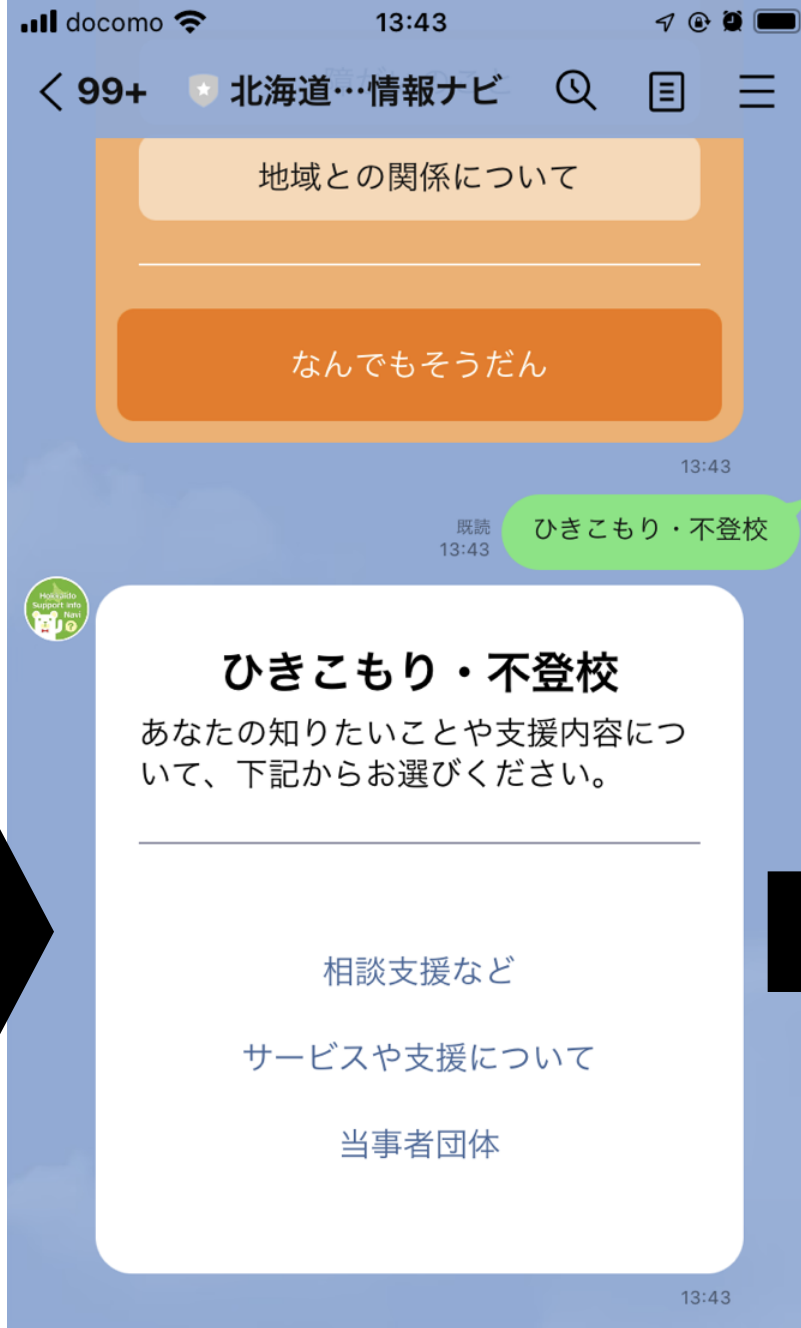 docomo 13:43
99+ 北海道…情報ナビ
地域との関係について
なんでもそうだん
13:43
ひきこもり・不登校
既読
13:43
Hokkaido
Support info
Navi
ひきこもり・不登校
あなたの知りたいことや支援内容につ
いて、下記からお選びください。
相談支援など
サービスや支援について
当事者団体
13:43